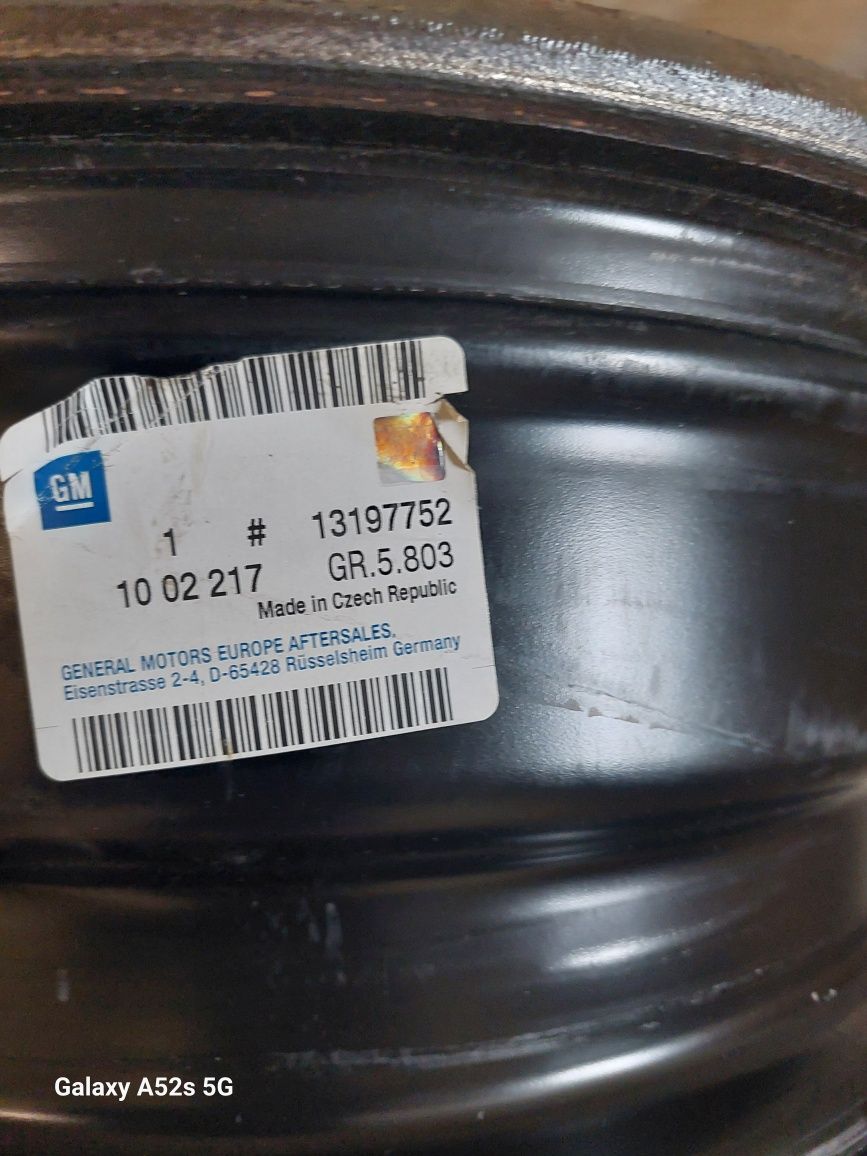 GM
1 # 13197752
10 02 217 GR.5.803
Made in Czech Republic
GENERAL MOTORS EUROPE AFTERSALES,
Eisenstrasse 2-4, D-65428 Rüsselsheim Germany
Galaxy A52s 5G